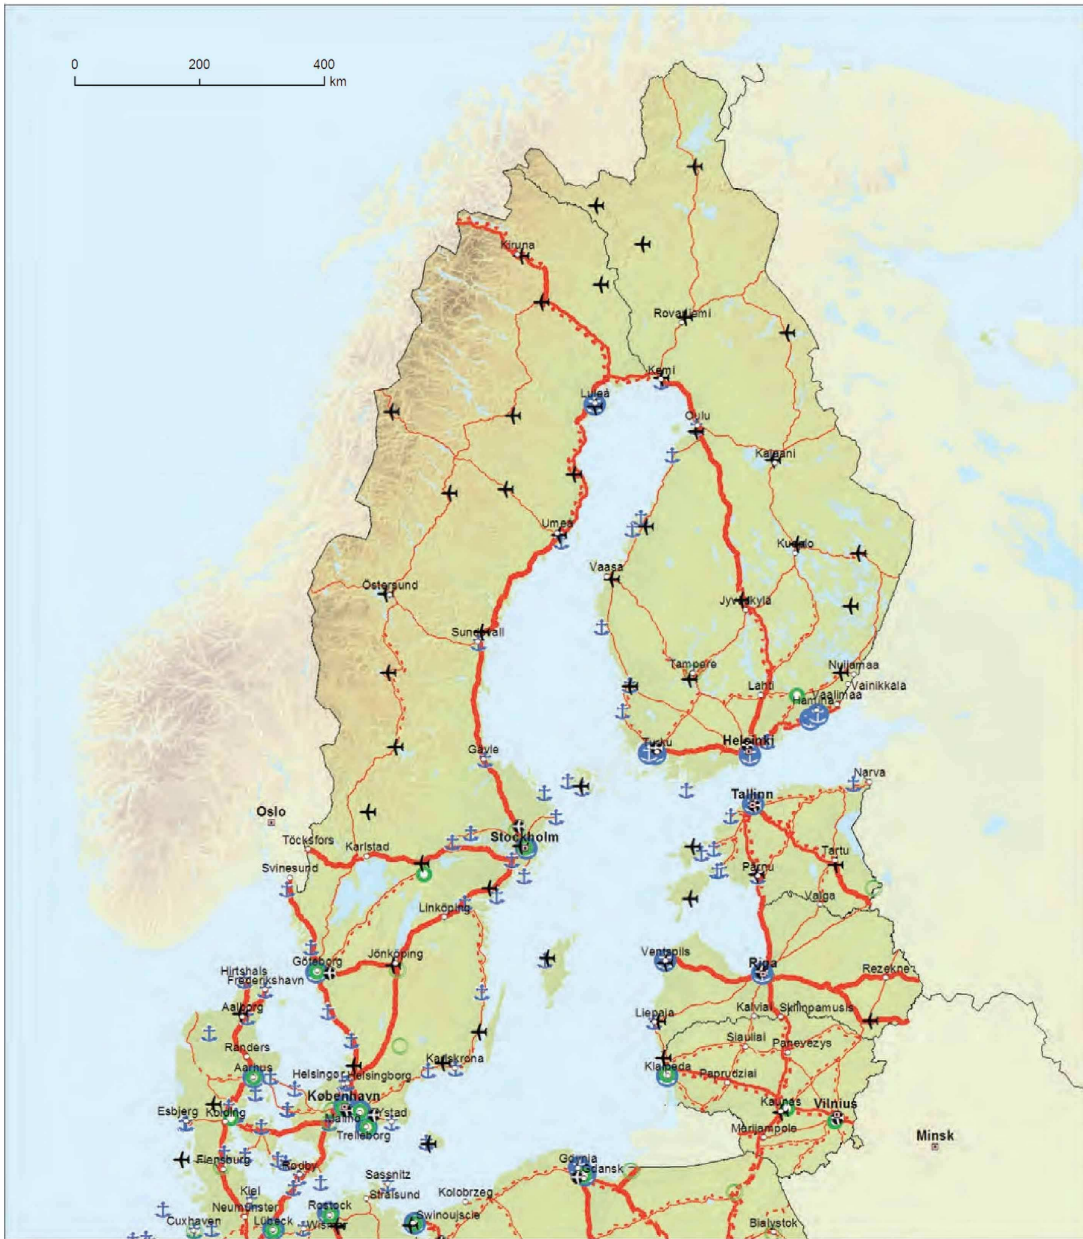 0 200 400
km
Kiruna
Rovaniemi
Kemi
Luleå
Oulu
Kajaani
Umeå
Kuopio
Vaasa
Östersund
Jyväskylä
Sundsvall
Tampere
Nuijamaa
Lahti
Vainikkala
Vaalimaa
Hamina
Turku
Helsinki
Gävle
Narva
Tallinn
Oslo
Stockholm
Töcksfors
Karlstad
Tartu
Svinesund
Pärnu
Valga
Linköping
Jönköping
Göteborg
Ventspils
Riga
Rezekne
Hirtshals
Frederikshavn
Aalborg
Liepaja
Kalviai
Skilinpamusis
Randers
Siauliai
Panevezys
Aarhus
Helsingør
Helsingborg
Karlskrona
Klaipeda
Paprudziai
København
Kaunas
Vilnius
Esbjerg
Kolding
Malmö
Ystad
Trelleborg
Marijampole
Minsk
Flensburg
Rodby
Gdynia
Gdansk
Sassnitz
Kiel
Stralsund
Kolobrzeg
Neumünster
Rostock
Swinoujscie
Cuxhaven
Lübeck
Wismar
Bialystok